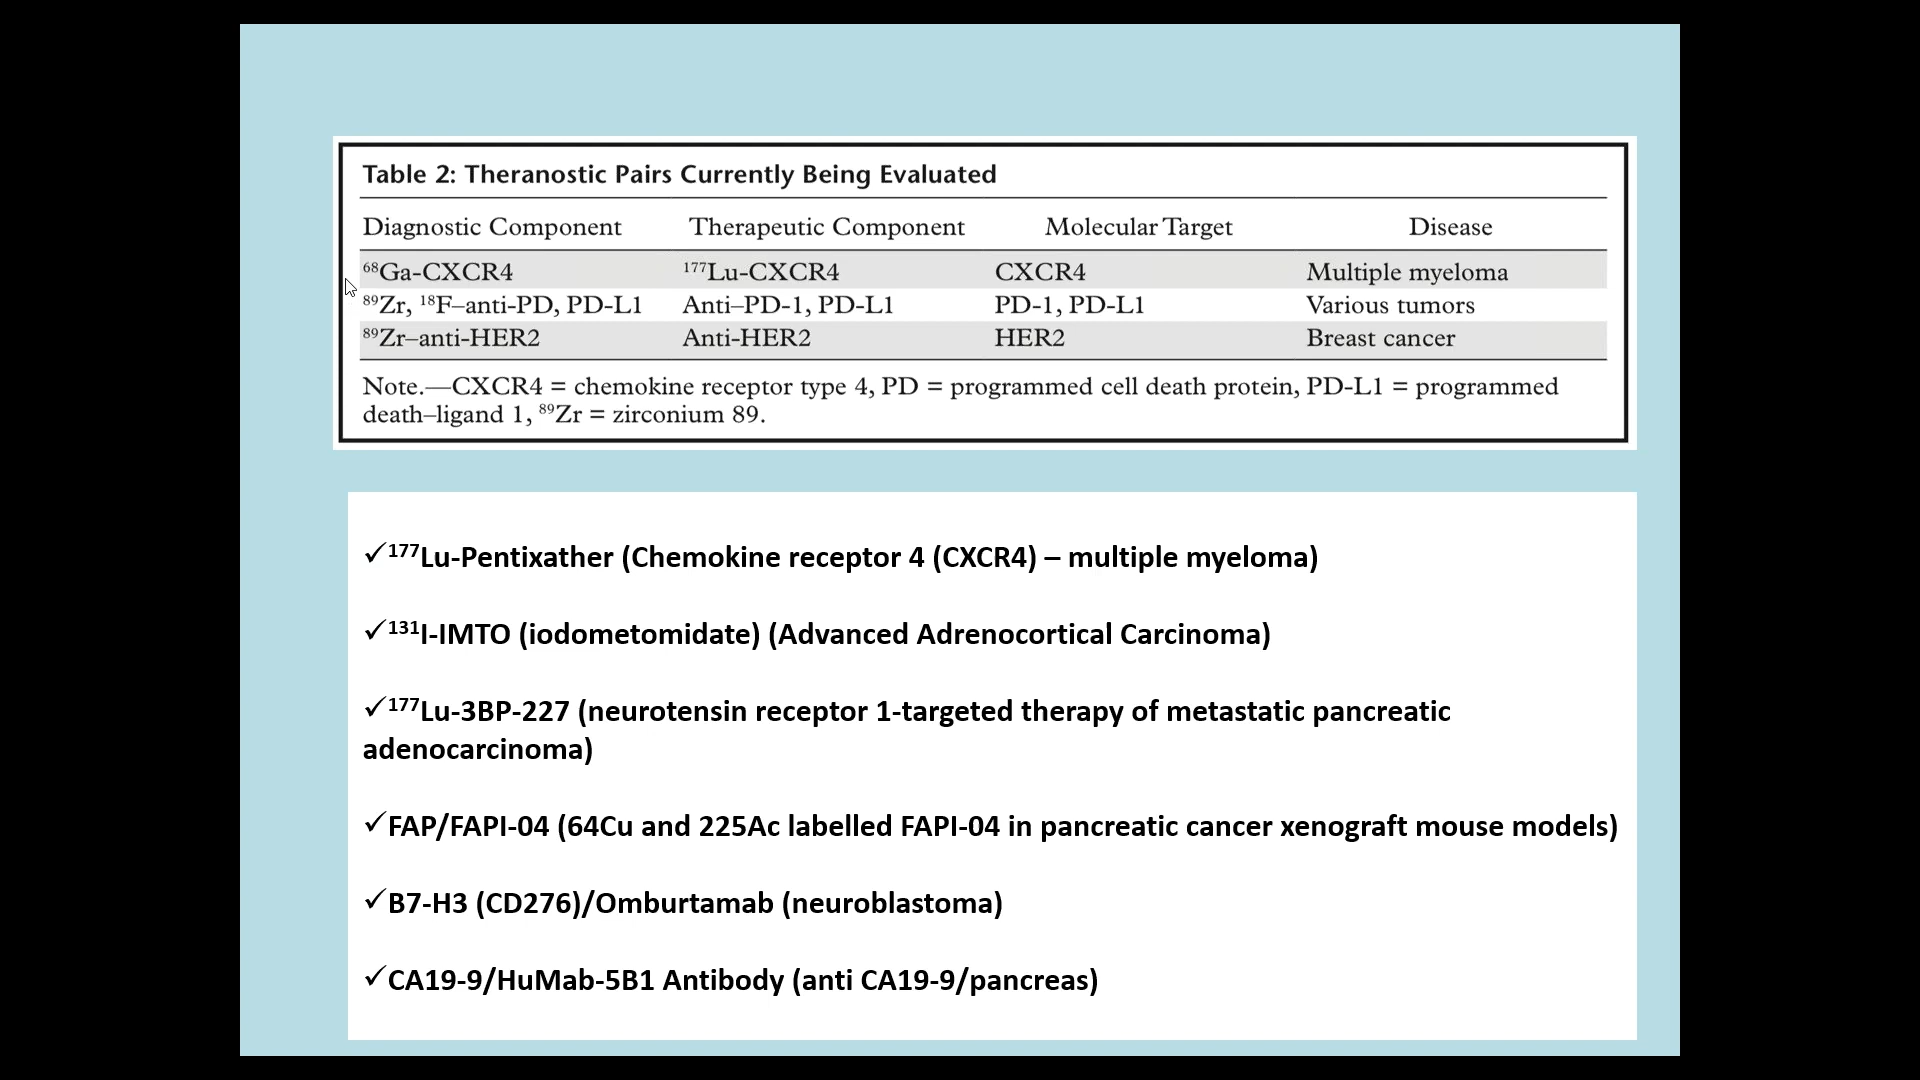 Table 2: Theranostic Pairs Currently Being Evaluated
Diagnostic Component Therapeutic Component Molecular Target Disease
⁶⁸Ga-CXCR4 ¹⁷⁷Lu-CXCR4 CXCR4 Multiple myeloma
⁸⁹Zr, ¹⁸F–anti-PD, PD-L1 Anti–PD-1, PD-L1 PD-1, PD-L1 Various tumors
⁸⁹Zr–anti-HER2 Anti-HER2 HER2 Breast cancer
Note.—CXCR4 = chemokine receptor type 4, PD = programmed cell death protein, PD-L1 = programmed
death–ligand 1, ⁸⁹Zr = zirconium 89.
✓¹⁷⁷Lu-Pentixather (Chemokine receptor 4 (CXCR4) – multiple myeloma)
✓¹³¹I-IMTO (iodometomidate) (Advanced Adrenocortical Carcinoma)
✓¹⁷⁷Lu-3BP-227 (neurotensin receptor 1-targeted therapy of metastatic pancreatic
adenocarcinoma)
✓FAP/FAPI-04 (64Cu and 225Ac labelled FAPI-04 in pancreatic cancer xenograft mouse models)
✓B7-H3 (CD276)/Omburtamab (neuroblastoma)
✓CA19-9/HuMab-5B1 Antibody (anti CA19-9/pancreas)